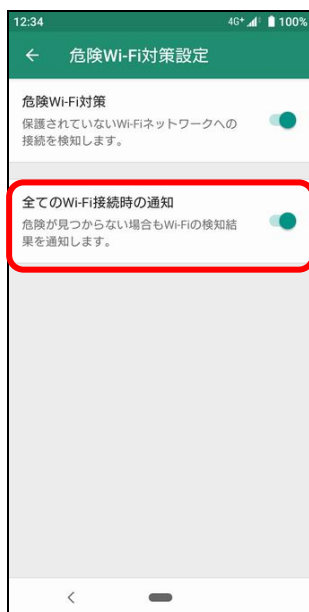 12:34 4G+ 100%
← 危険Wi-Fi対策設定
危険Wi-Fi対策
保護されていないWi-Fiネットワークへの
接続を検知します。
全てのWi-Fi接続時の通知
危険が見つからない場合もWi-Fiの検知結
果を通知します。